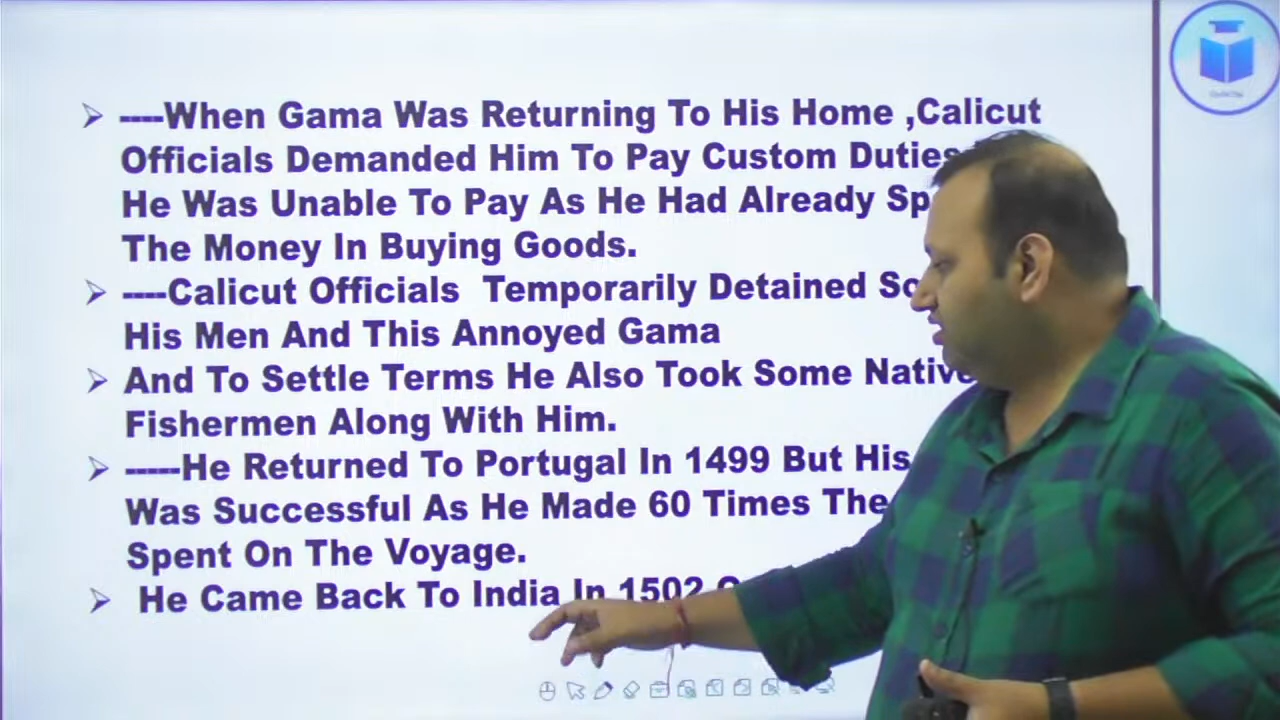 ----When Gama Was Returning To His Home ,Calicut
Officials Demanded Him To Pay Custom Duties
He Was Unable To Pay As He Had Already
The Money In Buying Goods.
----Calicut Officials Temporarily Detained
His Men And This Annoyed Gama
And To Settle Terms He Also Took Some
Fishermen Along With Him.
-----He Returned To Portugal In 1499 But His
Was Successful As He Made 60 Times The
Spent On The Voyage.
He Came Back To India In 1502